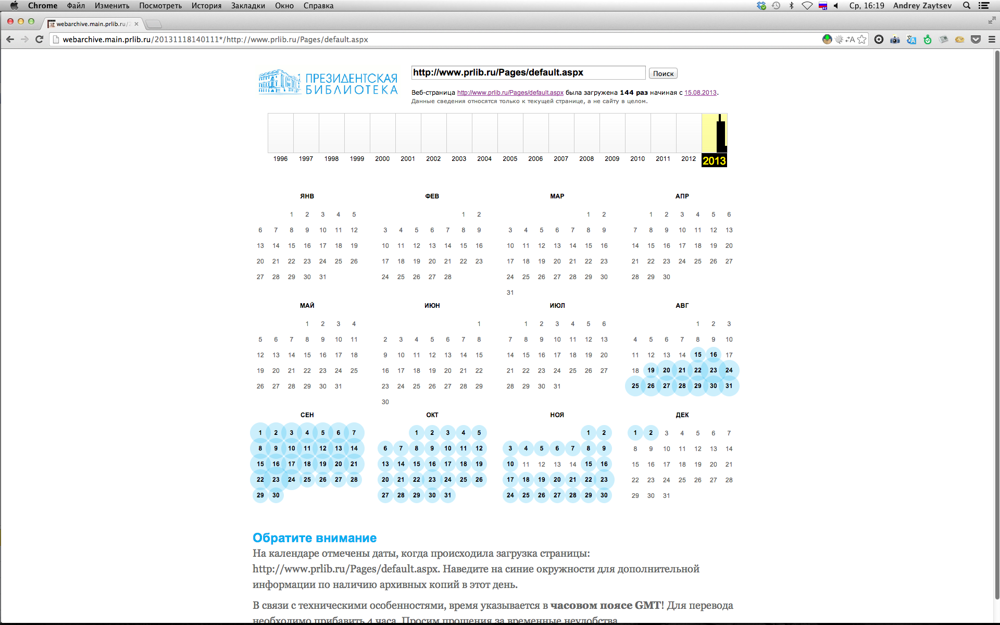 Chrome Файл Изменить Посмотреть История Закладки Окно Справка Ср, 16:19 Andrey Zaytsev
webarchive.main.prlib.ru/2
webarchive.main.prlib.ru/20131118140111*/http://www.prlib.ru/Pages/default.aspx
ПРЕЗИДЕНТСКАЯ
БИБЛИОТЕКА
http://www.prlib.ru/Pages/default.aspx Поиск
Веб-страница http://www.prlib.ru/Pages/default.aspx была загружена 144 раз начиная с 15.08.2013.
Данные сведения относятся только к текущей странице, а не сайту в целом.
1996 1997 1998 1999 2000 2001 2002 2003 2004 2005 2006 2007 2008 2009 2010 2011 2012 2013
ЯНВ ФЕВ МАР АПР
1 2 3 4 5 1 2 1 2 1 2 3 4 5 6
6 7 8 9 10 11 12 3 4 5 6 7 8 9 3 4 5 6 7 8 9 7 8 9 10 11 12 13
13 14 15 16 17 18 19 10 11 12 13 14 15 16 10 11 12 13 14 15 16 14 15 16 17 18 19 20
20 21 22 23 24 25 26 17 18 19 20 21 22 23 17 18 19 20 21 22 23 21 22 23 24 25 26 27
27 28 29 30 31 24 25 26 27 28 24 25 26 27 28 29 30 28 29 30
31
МАЙ ИЮН ИЮЛ АВГ
1 2 3 4 1 1 2 3 4 5 6 1 2 3
5 6 7 8 9 10 11 2 3 4 5 6 7 8 7 8 9 10 11 12 13 4 5 6 7 8 9 10
12 13 14 15 16 17 18 9 10 11 12 13 14 15 14 15 16 17 18 19 20 11 12 13 14 15 16 17
19 20 21 22 23 24 25 16 17 18 19 20 21 22 21 22 23 24 25 26 27 18 19 20 21 22 23 24
26 27 28 29 30 31 23 24 25 26 27 28 29 28 29 30 31 25 26 27 28 29 30 31
30
СЕН ОКТ НОЯ ДЕК
1 2 3 4 5 6 7 1 2 3 4 5 1 2 1 2 3 4 5 6 7
8 9 10 11 12 13 14 6 7 8 9 10 11 12 3 4 5 6 7 8 9 8 9 10 11 12 13 14
15 16 17 18 19 20 21 13 14 15 16 17 18 19 10 11 12 13 14 15 16 15 16 17 18 19 20 21
22 23 24 25 26 27 28 20 21 22 23 24 25 26 17 18 19 20 21 22 23 22 23 24 25 26 27 28
29 30 27 28 29 30 31 24 25 26 27 28 29 30 29 30 31
Обратите внимание
На календаре отмечены даты, когда происходила загрузка страницы:
http://www.prlib.ru/Pages/default.aspx. Наведите на синие окружности для дополнительной
информации по наличию архивных копий в этот день.
В связи с техническими особенностями, время указывается в часовом поясе GMT! Для перевода
необходимо прибавить 4 часа. Просим прощения за временные неудобства.